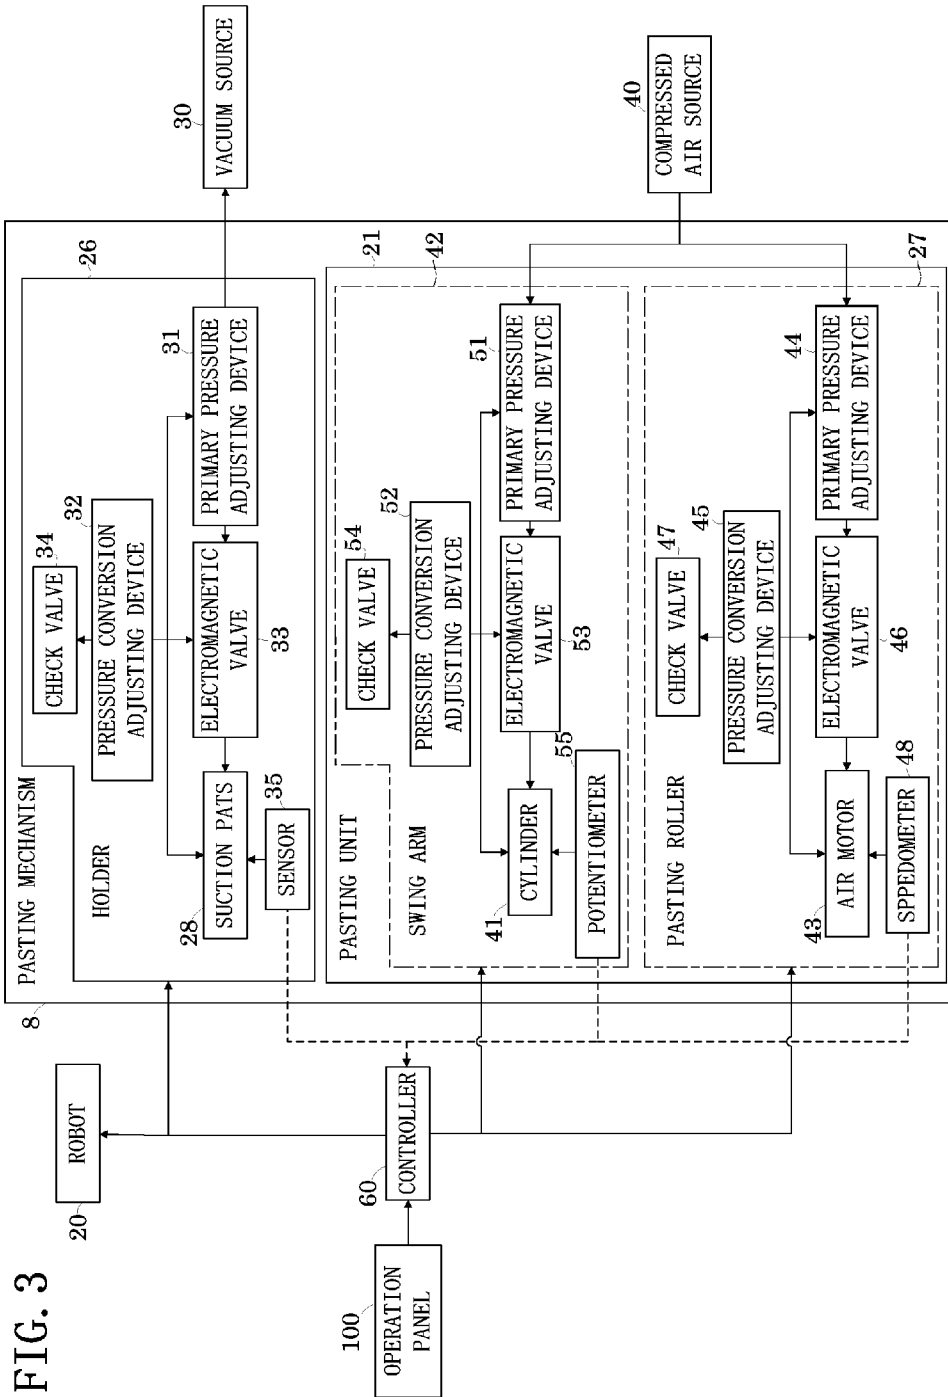 FIG. 3
100
OPERATION
PANEL
20
ROBOT
60
CONTROLLER
8
PASTING MECHANISM
26
HOLDER
34
CHECK VALVE
32
PRESSURE CONVERSION
ADJUSTING DEVICE
31
PRIMARY PRESSURE
ADJUSTING DEVICE
ELECTROMAGNETIC
VALVE
33
28
SUCTION PATS
35
SENSOR
30
VACUUM SOURCE
21
PASTING UNIT
42
SWING ARM
54
CHECK VALVE
52
PRESSURE CONVERSION
ADJUSTING DEVICE
51
PRIMARY PRESSURE
ADJUSTING DEVICE
ELECTROMAGNETIC
VALVE
53
41
CYLINDER
55
POTENTIOMETER
40
COMPRESSED
AIR SOURCE
27
PASTING ROLLER
47
CHECK VALVE
45
PRESSURE CONVERSION
ADJUSTING DEVICE
44
PRIMARY PRESSURE
ADJUSTING DEVICE
ELECTROMAGNETIC
VALVE
46
43
AIR MOTOR
48
SPPEDOMETER